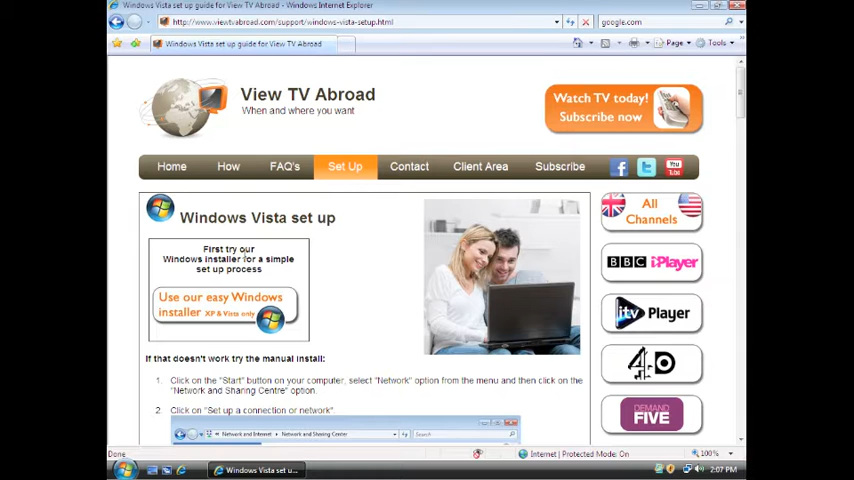 Windows Vista set up guide for View TV Abroad - Windows Internet Explorer
http://www.viewtvabroad.com/support/windows-vista-setup.html
google.com
Windows Vista set up guide for View TV Abroad
Page
Tools
View TV Abroad
When and where you want
Watch TV today!
Subscribe now
Home How FAQ's Set Up Contact Client Area Subscribe
f t You Tube
Windows Vista set up
First try our
Windows installer for a simple
set up process
Use our easy Windows
installer XP & Vista only
All
Channels
BBC iPlayer
itv Player
4oD
DEMAND
FIVE
If that doesn't work try the manual install:
1. Click on the "Start" button on your computer, select "Network" option from the menu and then click on the
"Network and Sharing Centre" option.
2. Click on "Set up a connection or network"
Network and Internet Network and Sharing Center Search
Done
Internet | Protected Mode: On
100%
Windows Vista set u...
2:07 PM